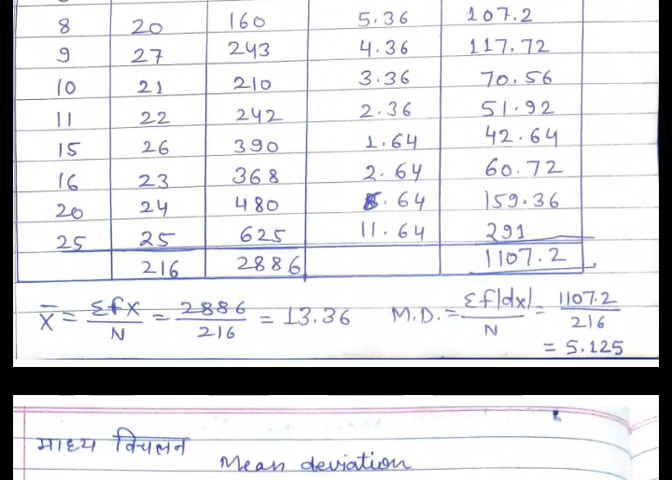 8 20 160 5.36 107.2
9 27 243 4.36 117.72
10 21 210 3.36 70.56
11 22 242 2.36 51.92
15 26 390 1.64 42.64
16 23 368 2.64 60.72
20 24 480 6.64 159.36
25 25 625 11.64 291
216 2886 1107.2
x̄ = Σfx/N = 2886/216 = 13.36 M.D. = Σf|dx|/N = 1107.2/216
= 5.125
माध्य विचलन Mean deviation